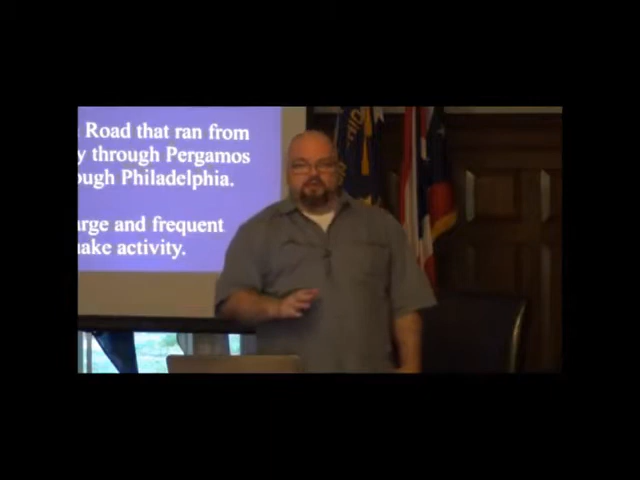 Road that ran from
y through Pergamos
ough Philadelphia.
arge and frequent
uake activity.